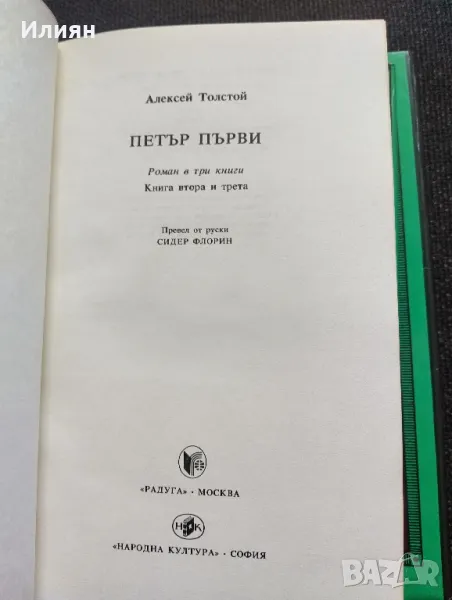 Илиян
Алексей Толстой
ПЕТЪР ПЪРВИ
Роман в три книги
Книга втора и трета
Превел от руски
СИДЕР ФЛОРИН
«РАДУГА» · МОСКВА
Н К
«НАРОДНА КУЛТУРА» · СОФИЯ
BAZAR